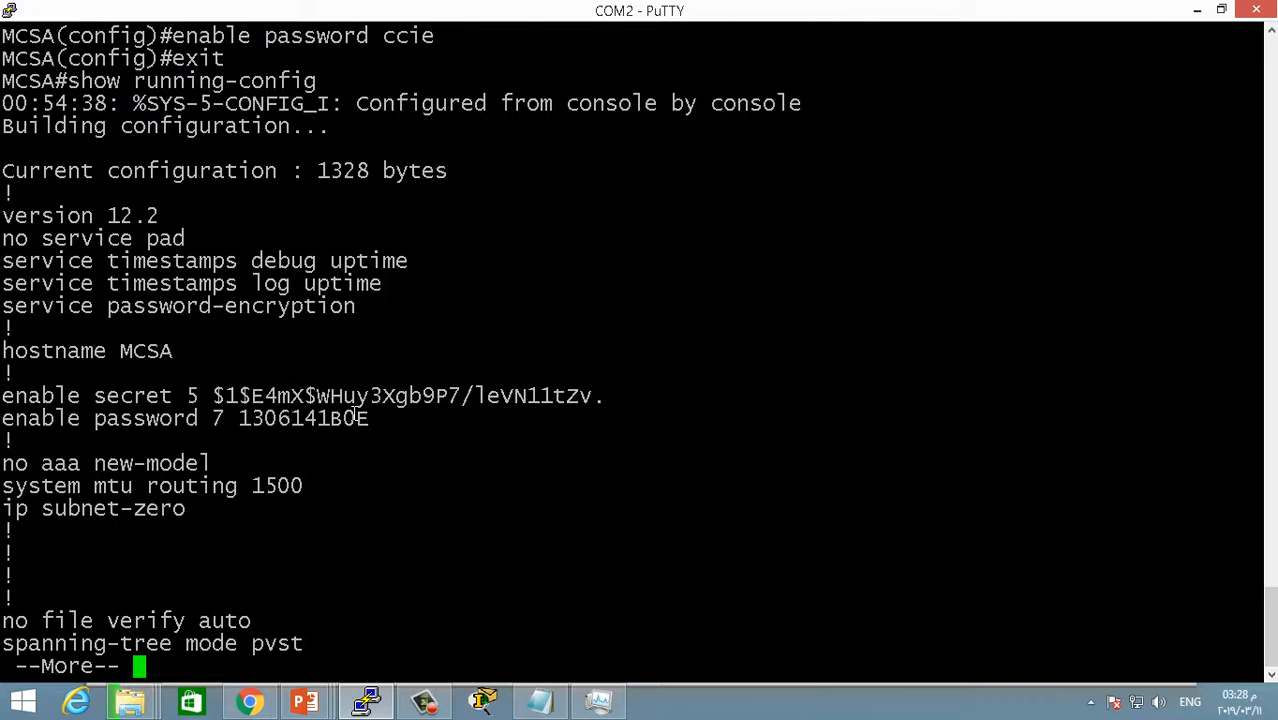 COM2 - PuTTY
MCSA(config)#enable password ccie
MCSA(config)#exit
MCSA#show running-config
00:54:38: %SYS-5-CONFIG_I: Configured from console by console
Building configuration...
Current configuration : 1328 bytes
!
version 12.2
no service pad
service timestamps debug uptime
service timestamps log uptime
service password-encryption
!
hostname MCSA
!
enable secret 5 $1$E4mX$wHuy3Xgb9P7/leVN11tZv.
enable password 7 1306141B0E
!
no aaa new-model
system mtu routing 1500
ip subnet-zero
!
!
!
!
no file verify auto
spanning-tree mode pvst
--More--
ENG
03:28 م
٢٠١٩/٠٣/١١